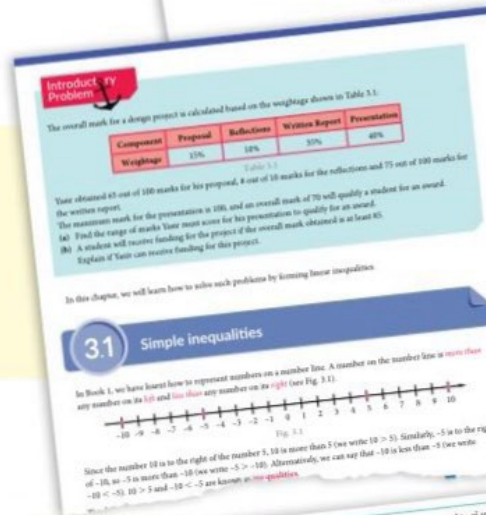 Introductory
Problem
The overall mark for a design project is calculated based on the weightage shown in Table 3.1.
Component Proposal Reflections Written Report Presentation
Weightage 15% 10% 35% 40%
Table 3.1
obtained 65 out of 100 marks for his proposal, 8 out of 10 marks for the reflections and 75 out of 100 marks for
the written report.
The maximum mark for the presentation is 100, and an overall mark of 70 will qualify a student for an award.
(a) Find the range of marks must score for his presentation to qualify for an award.
(b) A student will receive funding for the project if the overall mark obtained is at least 85.
Explain if can receive funding for this project.
In this chapter, we will learn how to solve such problems by forming linear inequalities.
3.1 Simple inequalities
In Book 1, we have learnt how to represent numbers on a number line. A number on the number line is more than
any number on its left and less than any number on its right (see Fig. 3.1).
-10 -9 -8 -7 -6 -5 -4 -3 -2 -1 0 1 2 3 4 5 6 7 8 9 10
Fig. 3.1
Since the number 10 is to the right of the number 5, 10 is more than 5 (we write 10 > 5). Similarly, -5 is to the rig
of -10, so -5 is more than -10 (we write -5 > -10). Alternatively, we can say that -10 is less than -5 (we write
-10 < -5). 10 > 5 and -10 < -5 are known as